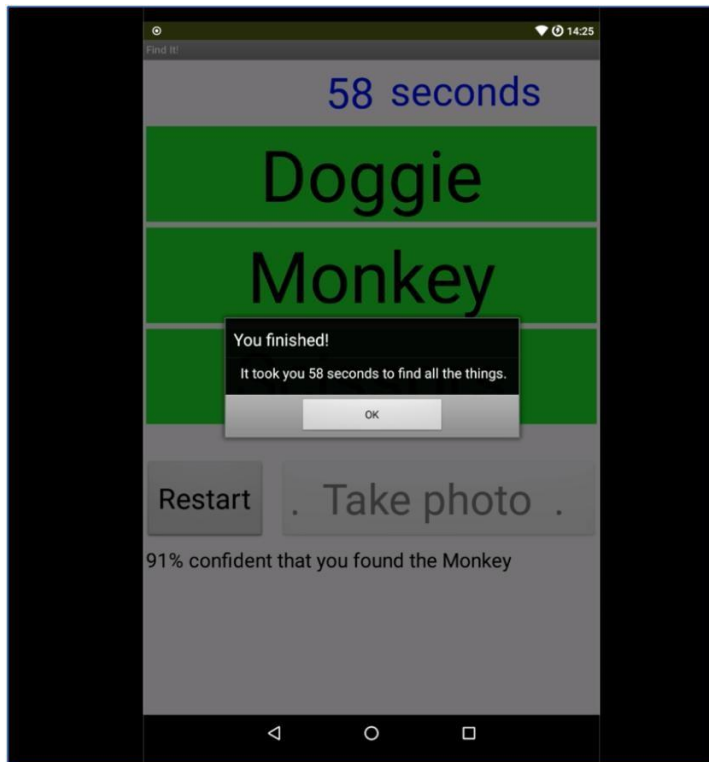 14:25
Find It!
58 seconds
Doggie
Monkey
You finished!
It took you 58 seconds to find all the things.
OK
Restart
. Take photo .
91% confident that you found the Monkey